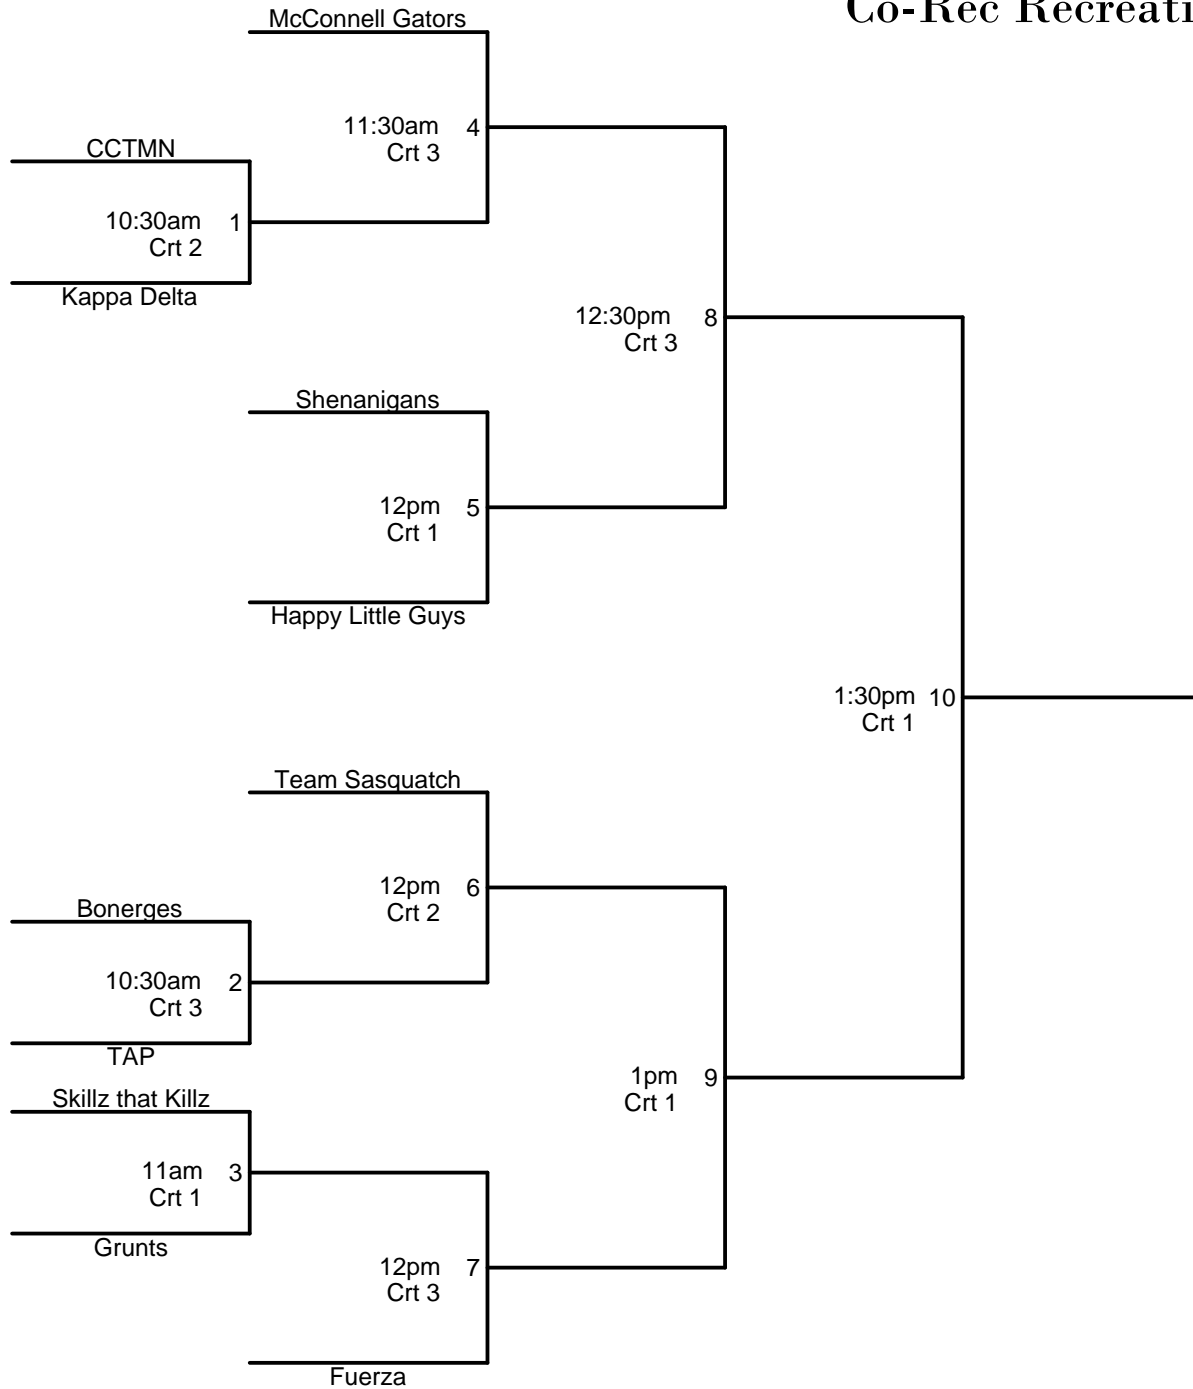 Co-Rec Recreati
McConnell Gators
11:30am 4
Crt 3
CCTMN
10:30am 1
Crt 2
Kappa Delta
12:30pm 8
Crt 3
Shenanigans
12pm 5
Crt 1
Happy Little Guys
1:30pm 10
Crt 1
Team Sasquatch
12pm 6
Crt 2
Bonerges
10:30am 2
Crt 3
TAP
1pm 9
Crt 1
Skillz that Killz
11am 3
Crt 1
Grunts
12pm 7
Crt 3
Fuerza